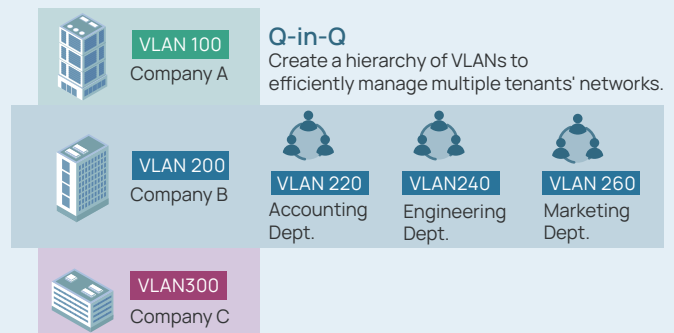 VLAN 100
Company A
Q-in-Q
Create a hierarchy of VLANs to
efficiently manage multiple tenants' networks.
VLAN 200
Company B
VLAN 220
Accounting
Dept.
VLAN240
Engineering
Dept.
VLAN 260
Marketing
Dept.
VLAN300
Company C